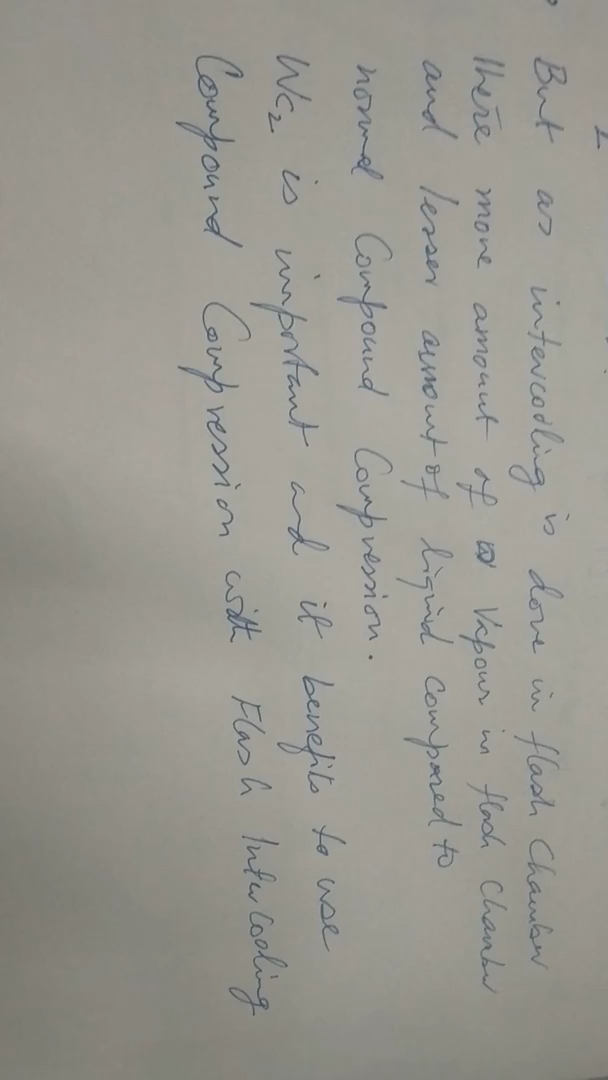 But as intercooling is done in flash Chamber
there more amount of Vapour in flash Chamber
and lesser amount of liquid compared to
normal Compound Compression.
Wc2 is important and it benefits to use
Compound Compression with Flash Intercooling